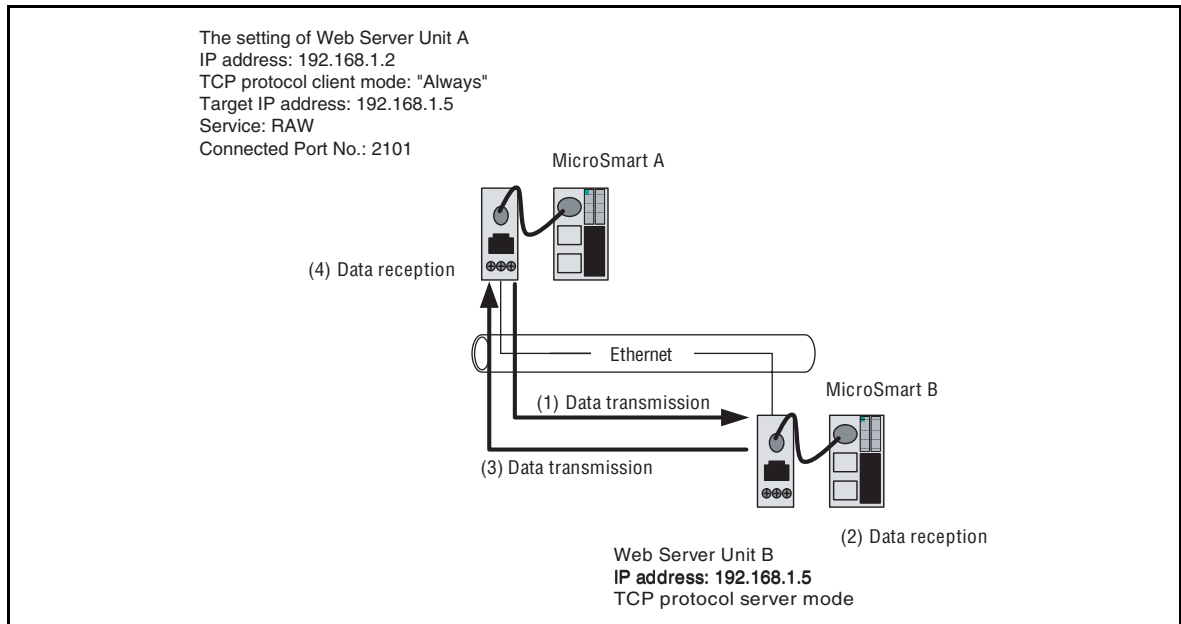 The setting of Web Server Unit A
IP address: 192.168.1.2
TCP protocol client mode: "Always"
Target IP address: 192.168.1.5
Service: RAW
Connected Port No.: 2101
MicroSmart A
(4) Data reception
Ethernet
MicroSmart B
(1) Data transmission
(3) Data transmission
(2) Data reception
Web Server Unit B
IP address: 192.168.1.5
TCP protocol server mode